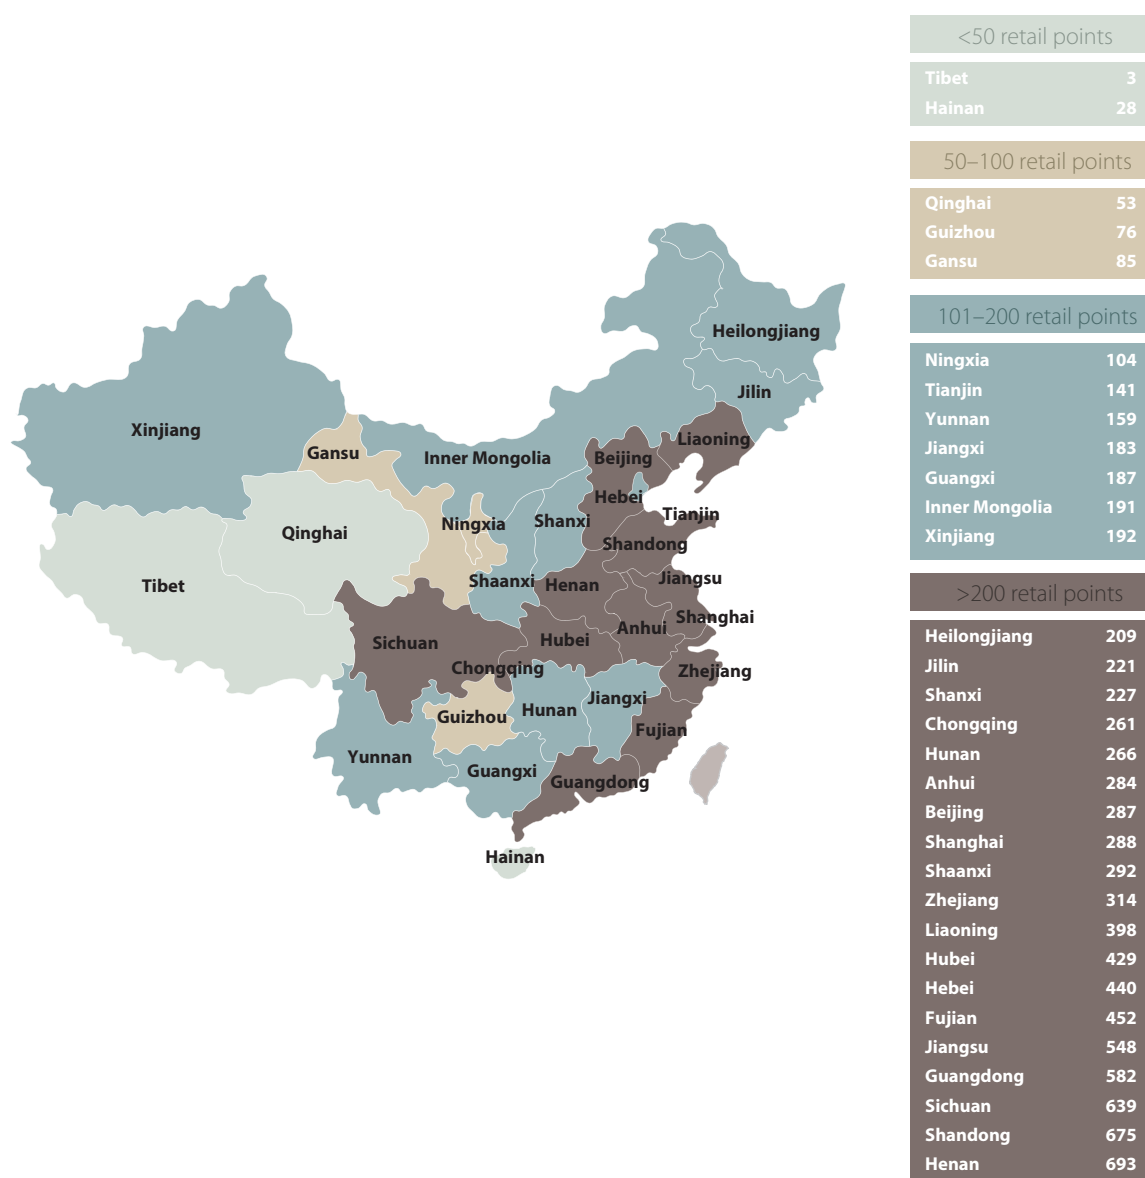 <50 retail points
Tibet 3
Hainan 28
50–100 retail points
Qinghai 53
Guizhou 76
Gansu 85
101–200 retail points
Ningxia 104
Tianjin 141
Yunnan 159
Jiangxi 183
Guangxi 187
Inner Mongolia 191
Xinjiang 192
>200 retail points
Heilongjiang 209
Jilin 221
Shanxi 227
Chongqing 261
Hunan 266
Anhui 284
Beijing 287
Shanghai 288
Shaanxi 292
Zhejiang 314
Liaoning 398
Hubei 429
Hebei 440
Fujian 452
Jiangsu 548
Guangdong 582
Sichuan 639
Shandong 675
Henan 693
Heilongjiang
Jilin
Xinjiang
Liaoning
Gansu
Inner Mongolia
Beijing
Hebei
Tianjin
Shanxi
Ningxia
Qinghai
Shandong
Jiangsu
Shaanxi
Henan
Tibet
Shanghai
Anhui
Hubei
Sichuan
Chongqing
Zhejiang
Jiangxi
Hunan
Guizhou
Fujian
Yunnan
Guangxi
Guangdong
Hainan